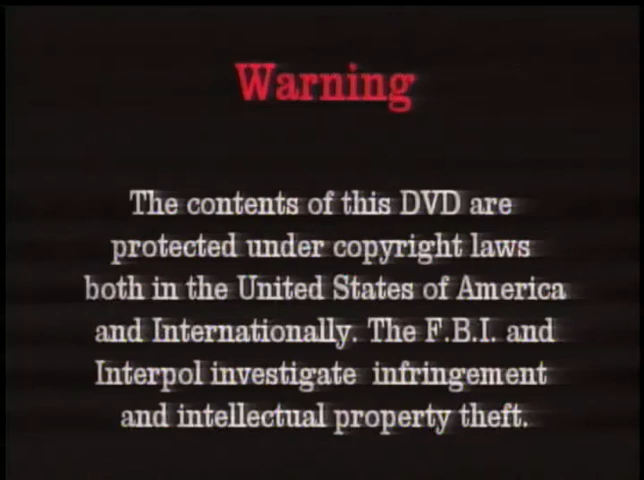 Warning
The contents of this DVD are
protected under copyright laws
both in the United States of America
and Internationally. The F.B.I. and
Interpol investigate infringement
and intellectual property theft.